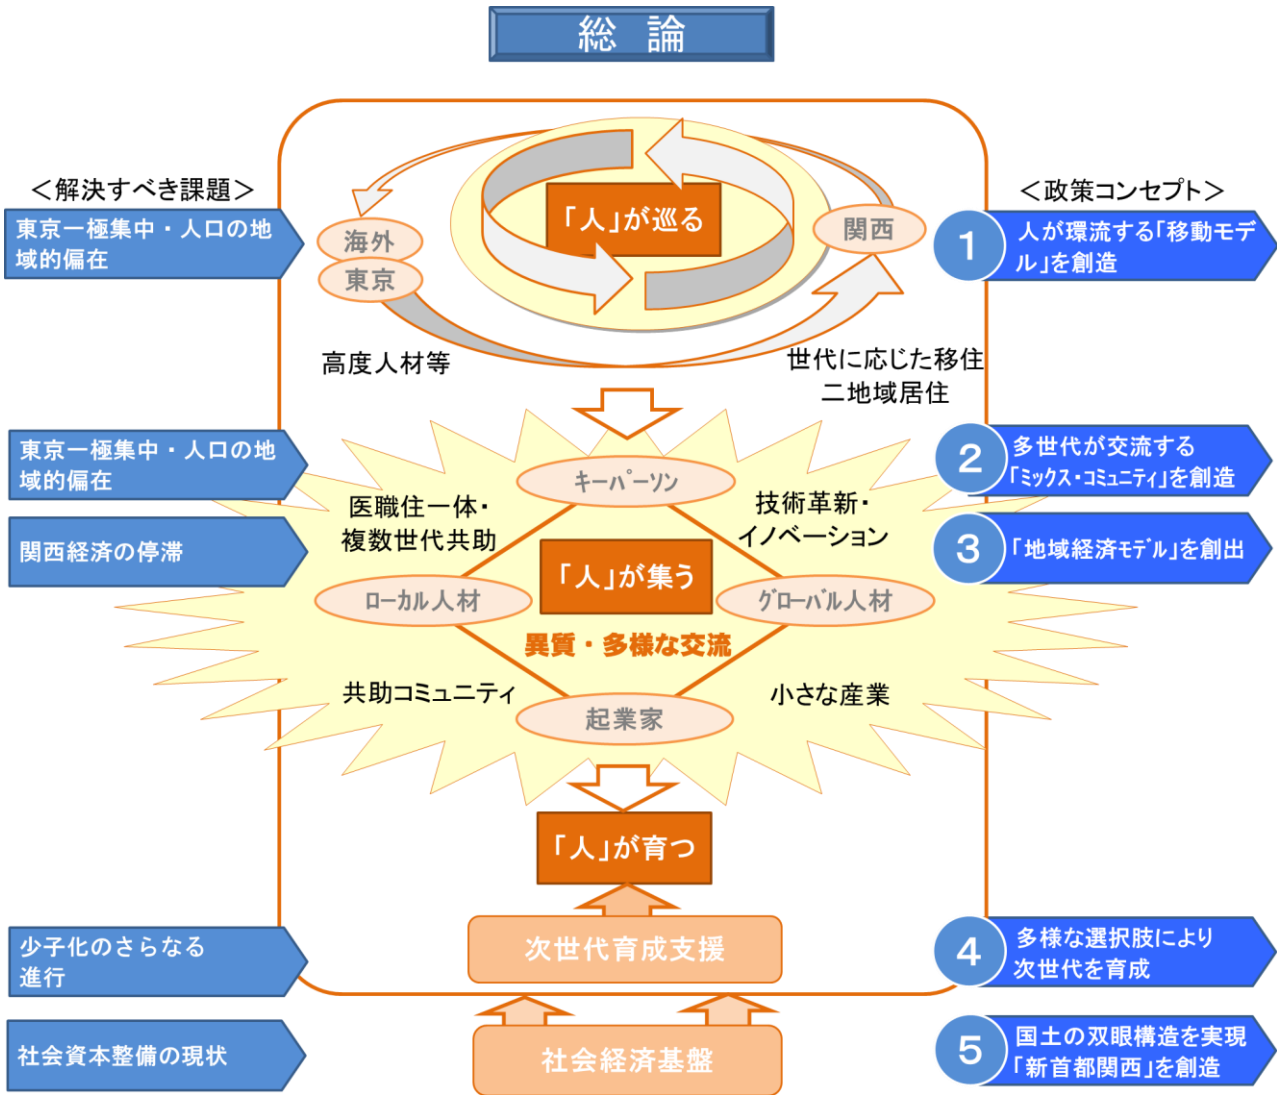 総 論
＜解決すべき課題＞
＜政策コンセプト＞
東京一極集中・人口の地
域的偏在
「人」が巡る
海外
東京
関西
1
人が環流する「移動モデ
ル」を創造
高度人材等
世代に応じた移住
二地域居住
東京一極集中・人口の地
域的偏在
キーパーソン
2
多世代が交流する
「ミックス・コミュニティ」を創造
医職住一体・
複数世代共助
技術革新・
イノベーション
関西経済の停滞
3
「地域経済モデル」を創出
「人」が集う
ローカル人材
グローバル人材
異質・多様な交流
共助コミュニティ
小さな産業
起業家
「人」が育つ
少子化のさらなる
進行
次世代育成支援
4
多様な選択肢により
次世代を育成
社会資本整備の現状
社会経済基盤
5
国土の双眼構造を実現
「新首都関西」を創造